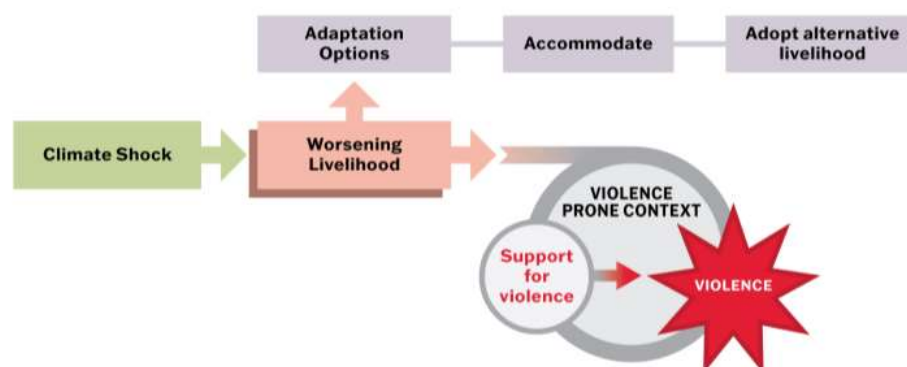 Adaptation
Options
Accommodate
Adopt alternative
livelihood
Climate Shock
Worsening
Livelihood
VIOLENCE
PRONE CONTEXT
Support
for
violence
VIOLENCE